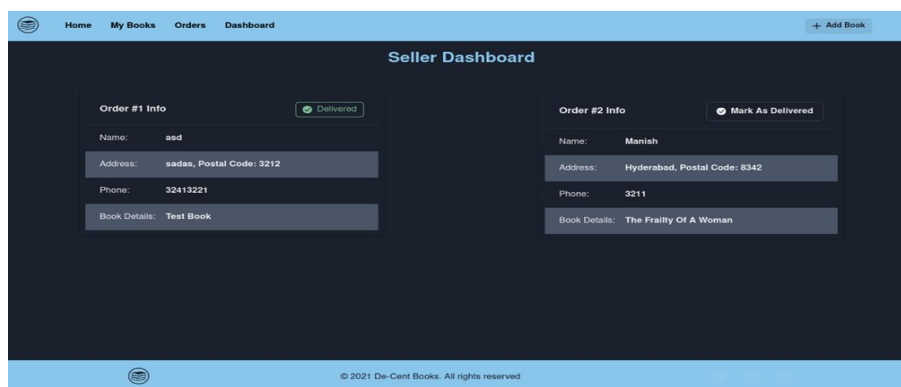 Home My Books Orders Dashboard + Add Book
Seller Dashboard
Order #1 Info Delivered
Name: asd
Address: sadas, Postal Code: 3212
Phone: 32413221
Book Details: Test Book
Order #2 Info Mark As Delivered
Name: Manish
Address: Hyderabad, Postal Code: 8342
Phone: 3211
Book Details: The Frailty Of A Woman
© 2021 De-Cent Books. All rights reserved